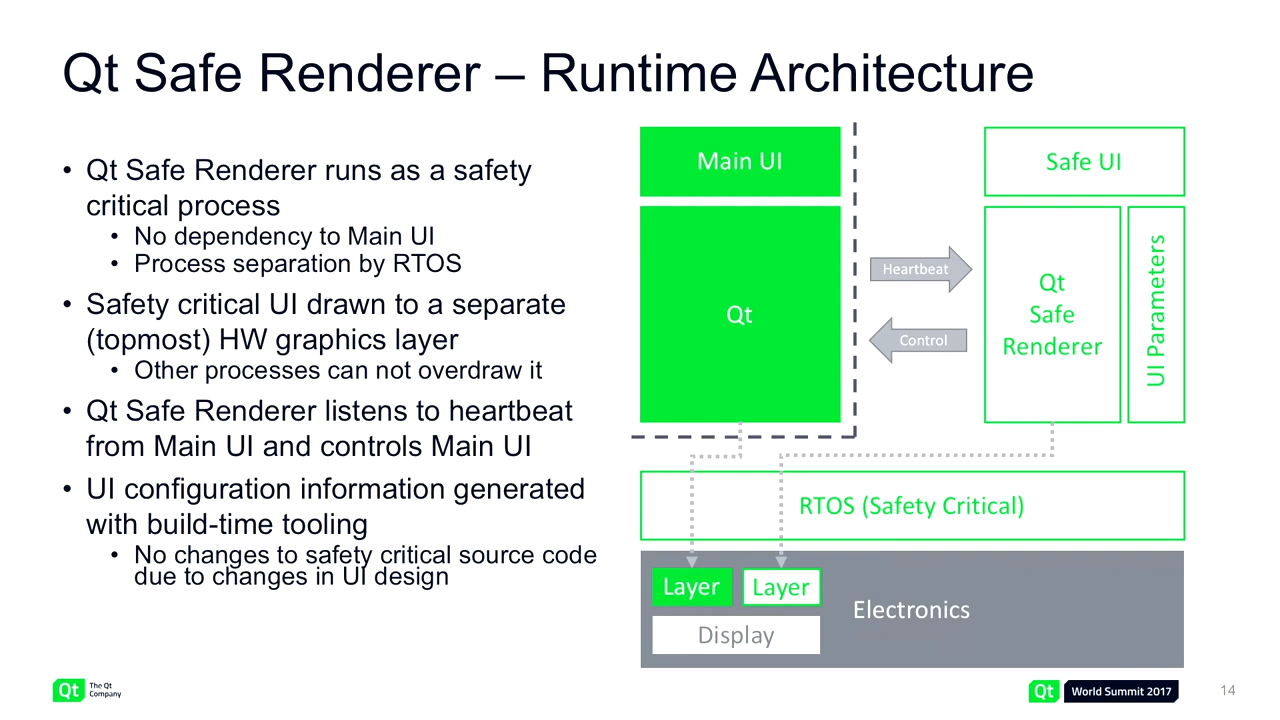 Qt Safe Renderer – Runtime Architecture
• Qt Safe Renderer runs as a safety
critical process
• No dependency to Main UI
• Process separation by RTOS
• Safety critical UI drawn to a separate
(topmost) HW graphics layer
• Other processes can not overdraw it
• Qt Safe Renderer listens to heartbeat
from Main UI and controls Main UI
• UI configuration information generated
with build-time tooling
• No changes to safety critical source code
due to changes in UI design
Main UI
Qt
Heartbeat
Control
Safe UI
Qt
Safe
Renderer
UI Parameters
RTOS (Safety Critical)
Layer
Layer
Display
Electronics
Qt
The Qt
Company
Qt
World Summit 2017
14